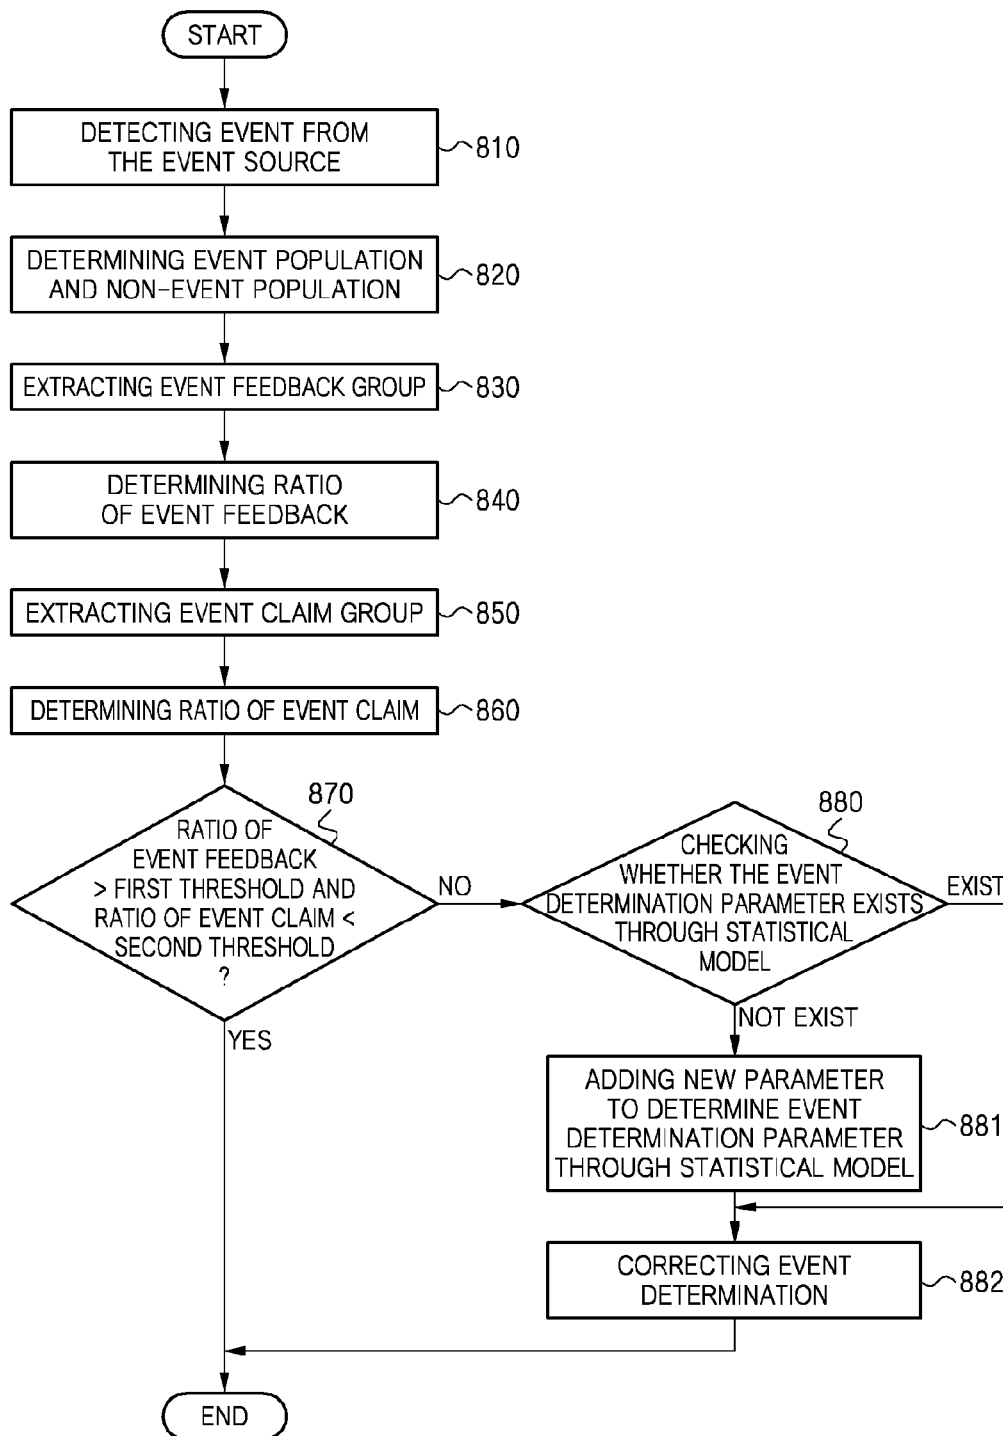 START
DETECTING EVENT FROM
THE EVENT SOURCE
810
DETERMINING EVENT POPULATION
AND NON-EVENT POPULATION
820
EXTRACTING EVENT FEEDBACK GROUP
830
DETERMINING RATIO
OF EVENT FEEDBACK
840
EXTRACTING EVENT CLAIM GROUP
850
DETERMINING RATIO OF EVENT CLAIM
860
870
RATIO OF
EVENT FEEDBACK
> FIRST THRESHOLD AND
RATIO OF EVENT CLAIM <
SECOND THRESHOLD
?
NO
YES
880
CHECKING
WHETHER THE EVENT
DETERMINATION PARAMETER EXISTS
THROUGH STATISTICAL
MODEL
EXIST
NOT EXIST
ADDING NEW PARAMETER
TO DETERMINE EVENT
DETERMINATION PARAMETER
THROUGH STATISTICAL MODEL
881
CORRECTING EVENT
DETERMINATION
882
END